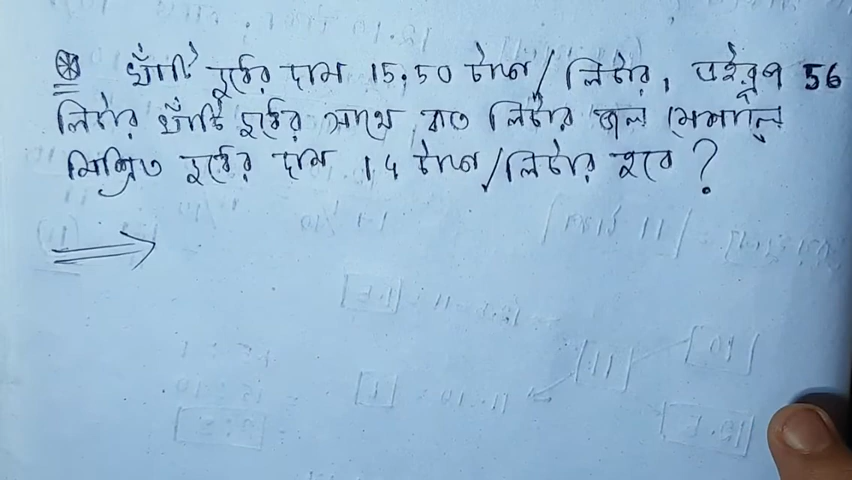 খাঁটি দুধের দাম 15.50 টাকা/লিটার, এইরূপ 56
লিটার খাঁটি দুধের সাথে কত লিটার জল মেশালে
মিশ্রিত দুধের দাম 14 টাকা/লিটার হবে?